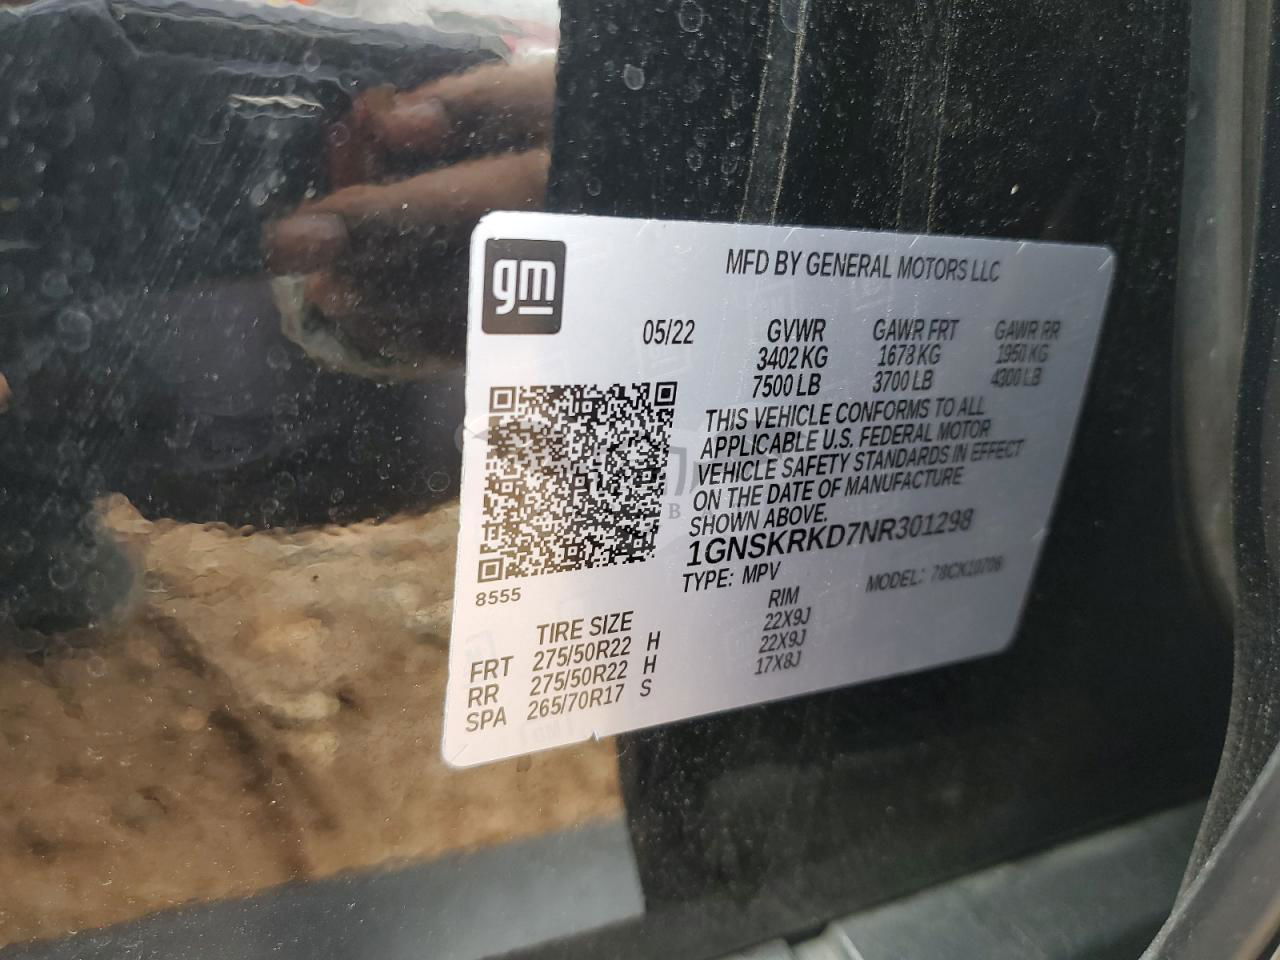 gm
MFD BY GENERAL MOTORS LLC
05/22 GVWR GAWR FRT GAWR RR
3402 KG 1678 KG 1950 KG
7500 LB 3700 LB 4300 LB
THIS VEHICLE CONFORMS TO ALL
APPLICABLE U.S. FEDERAL MOTOR
VEHICLE SAFETY STANDARDS IN EFFECT
ON THE DATE OF MANUFACTURE
SHOWN ABOVE.
1GNSKRKD7NR301298
TYPE: MPV MODEL: 78CK10706
8555
TIRE SIZE RIM
FRT 275/50R22 H 22X9J
RR 275/50R22 H 22X9J
SPA 265/70R17 S 17X8J